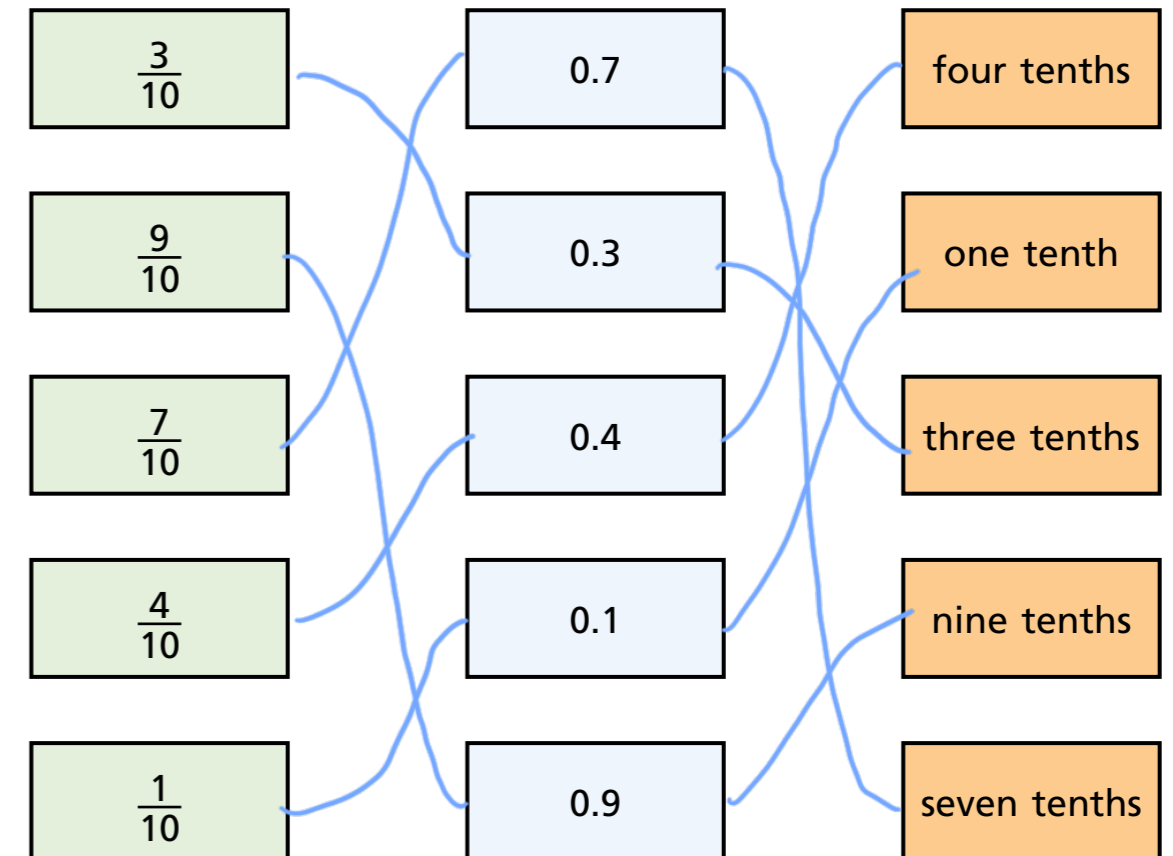 3/10 0.7 four tenths
9/10 0.3 one tenth
7/10 0.4 three tenths
4/10 0.1 nine tenths
1/10 0.9 seven tenths